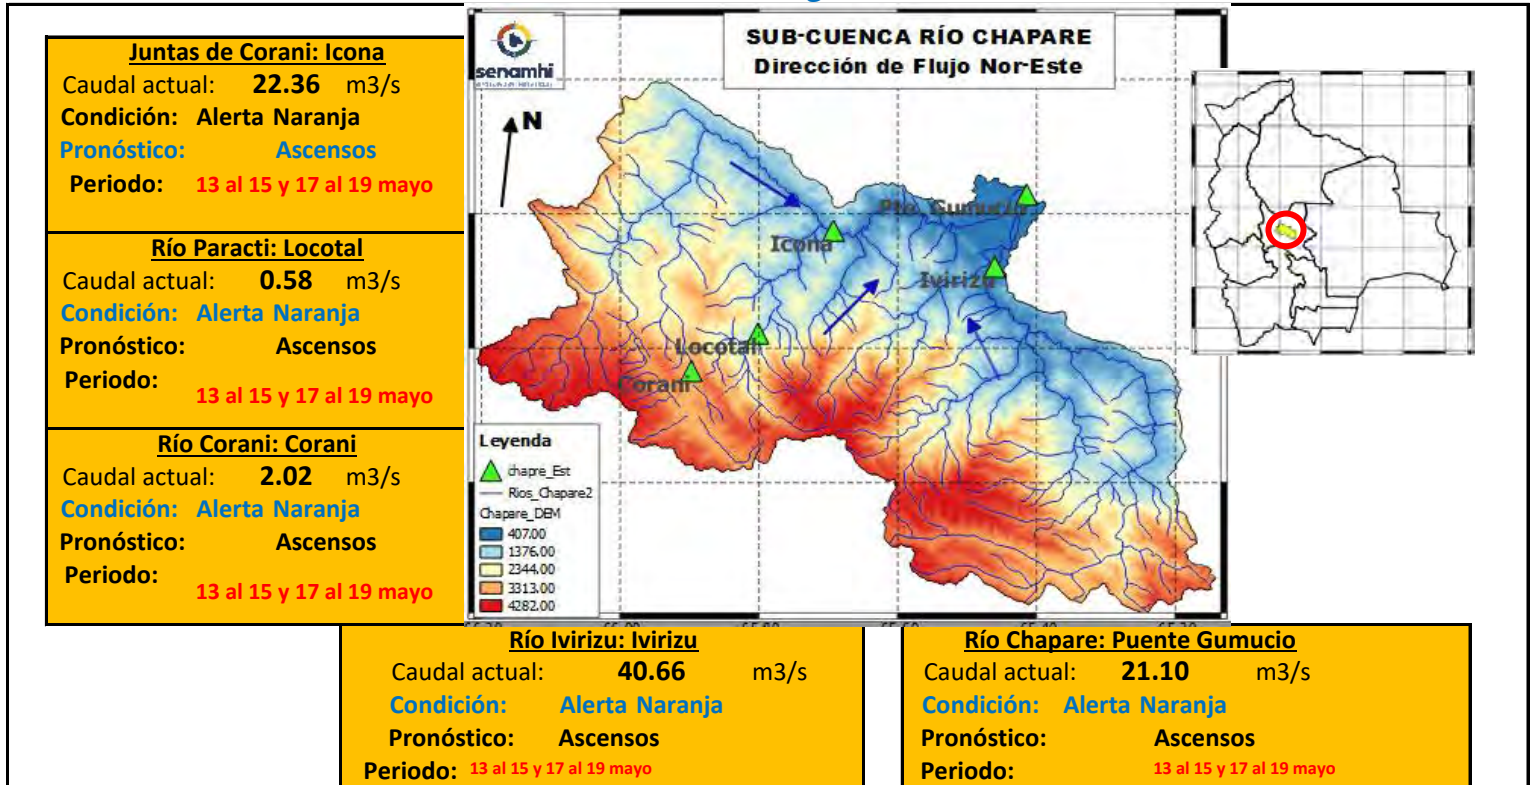 Juntas de Corani: Icona
Caudal actual: 22.36 m3/s
Condición: Alerta Naranja
Pronóstico: Ascensos
Periodo: 13 al 15 y 17 al 19 mayo
Río Paracti: Locotal
Caudal actual: 0.58 m3/s
Condición: Alerta Naranja
Pronóstico: Ascensos
Periodo:
13 al 15 y 17 al 19 mayo
Río Corani: Corani
Caudal actual: 2.02 m3/s
Condición: Alerta Naranja
Pronóstico: Ascensos
Periodo:
13 al 15 y 17 al 19 mayo
senamhi
SUB-CUENCA RÍO CHAPARE
Dirección de Flujo Nor-Este
N
Pte. Gumucio
Icona
Ivirizu
Locotal
Corani
Leyenda
chapre_Est
Rios_Chapare2
Chapare_DEM
407.00
1376.00
2344.00
3313.00
4282.00
Río Ivirizu: Ivirizu
Caudal actual: 40.66 m3/s
Condición: Alerta Naranja
Pronóstico: Ascensos
Periodo: 13 al 15 y 17 al 19 mayo
Río Chapare: Puente Gumucio
Caudal actual: 21.10 m3/s
Condición: Alerta Naranja
Pronóstico: Ascensos
Periodo: 13 al 15 y 17 al 19 mayo